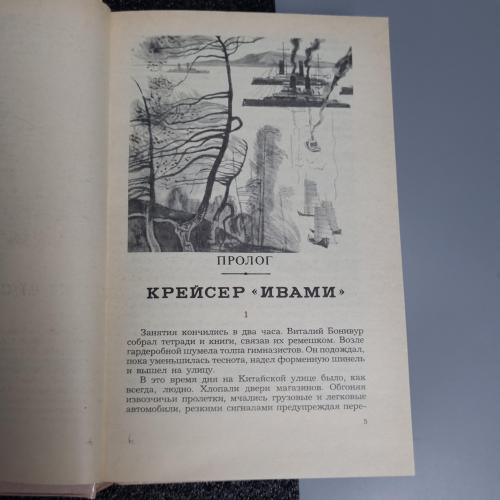 ПРОЛОГ
КРЕЙСЕР «ИВАМИ»
1
Занятия кончились в два часа. Виталий Бонивур
собрал тетради и книги, связав их ремешком. Возле
гардеробной шумела толпа гимназистов. Он подождал,
пока уменьшилась теснота, надел форменную шинель
и вышел на улицу.
В это время дня на Китайской улице было, как
всегда, людно. Хлопали двери магазинов. Обгоняя
извозчичьи пролетки, мчались грузовые и легковые
автомобили, резкими сигналами предупреждая пере-
5